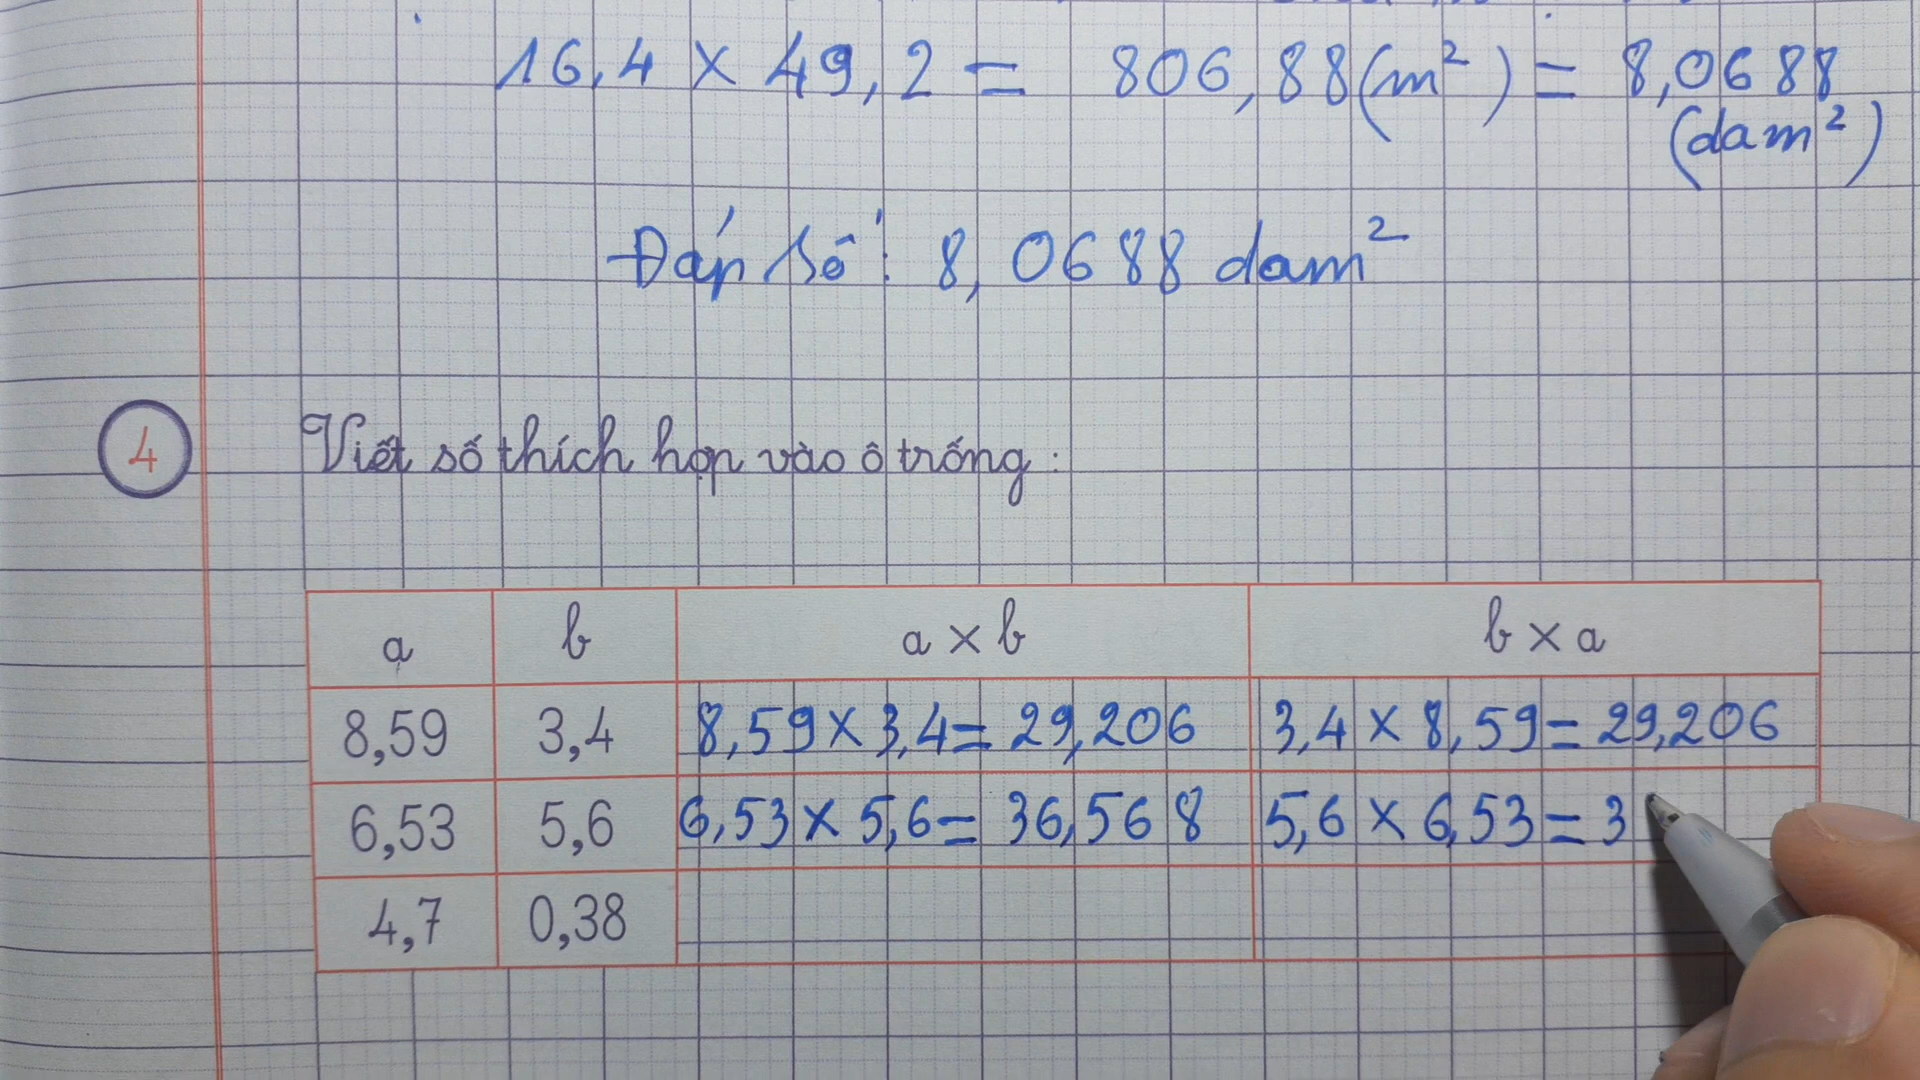 16,4 × 49,2 = 806,88 (m²) = 8,0688
(dam²)
Đáp số: 8,0688 dam²
4 Viết số thích hợp vào ô trống:
a b a × b b × a
8,59 3,4 8,59 × 3,4 = 29,206 3,4 × 8,59 = 29,206
6,53 5,6 6,53 × 5,6 = 36,568 5,6 × 6,53 = 3
4,7 0,38